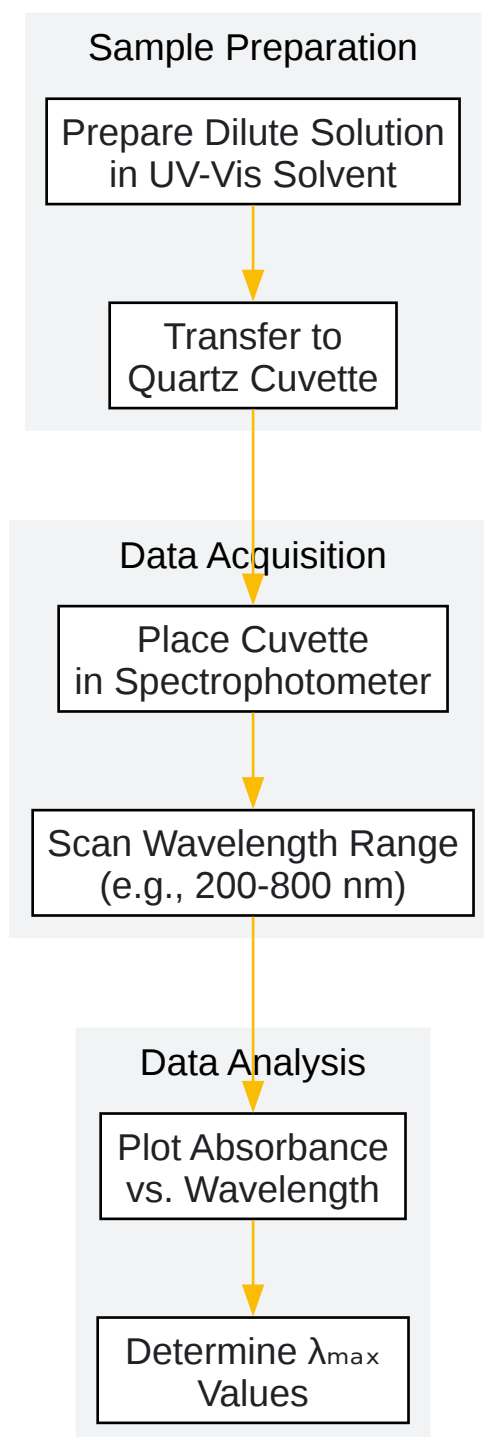 Sample Preparation
Prepare Dilute Solution
in UV-Vis Solvent
Transfer to
Quartz Cuvette
Data Acquisition
Place Cuvette
in Spectrophotometer
Scan Wavelength Range
(e.g., 200-800 nm)
Data Analysis
Plot Absorbance
vs. Wavelength
Determine λₘₐₓ
Values